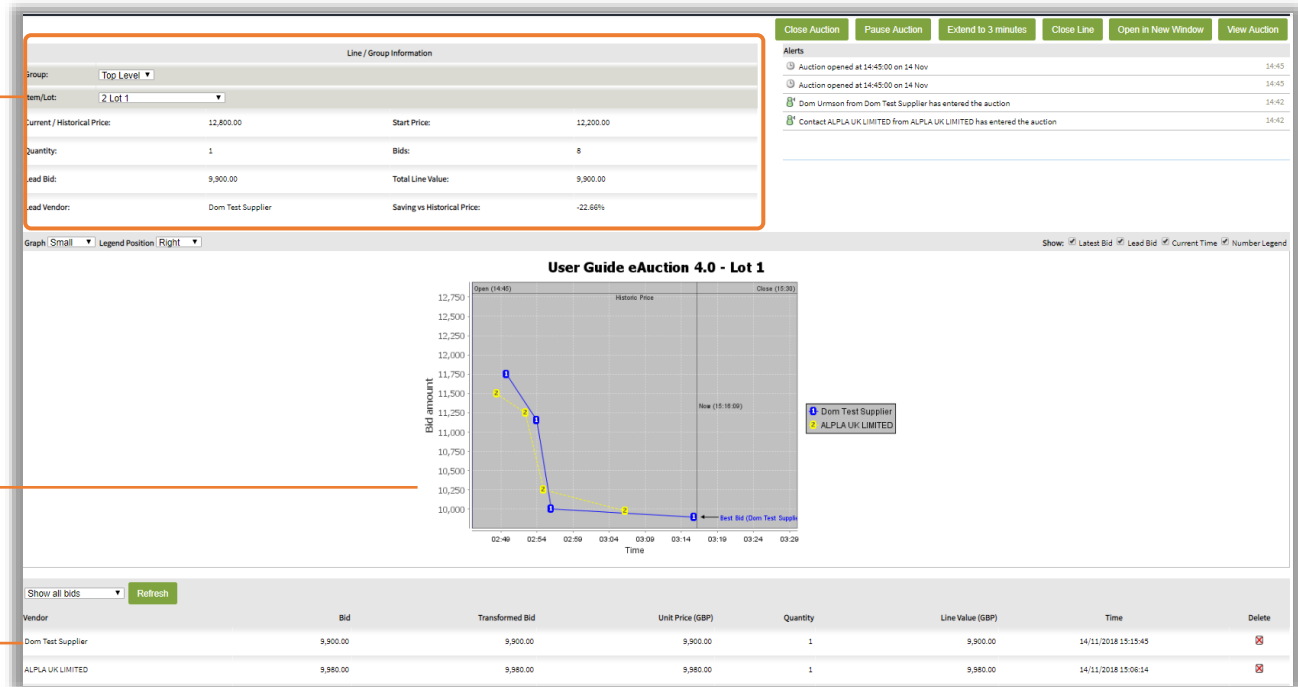 Close Auction Pause Auction Extend to 3 minutes Close Line Open in New Window View Auction
Line / Group Information
Group: Top Level
Item/Lot: 2 Lot 1
Current / Historical Price: 12,800.00 Start Price: 12,200.00
Quantity: 1 Bids:
Lead Bid: 9,900.00 Total Line Value: 9,900.00
Lead Vendor: Dom Test Supplier Saving vs Historical Price: -22.66%
Alerts
Auction opened at 14:45:00 on 14 Nov 14:45
Auction opened at 14:45:00 on 14 Nov 14:45
Dom Urmson from Dom Test Supplier has entered the auction 14:42
Contact ALPLA UK LIMITED from ALPLA UK LIMITED has entered the auction 14:42
Graph Small Legend Position Right Show: Latest Bid Lead Bid Current Time Number Legend
User Guide eAuction 4.0 - Lot 1
Open (14:45) Close (15:30)
Historic Price
12,750
12,500
12,250
12,000
11,750
11,500
11,250
11,000
10,750
10,500
10,250
10,000
Bid amount
1
2
2
1
2
1
2
1
Now (15:16:09)
Best Bid (Dom Test Supplie
02:49 02:54 02:59 03:04 03:09 03:14 03:19 03:24 03:29
Time
1 Dom Test Supplier
2 ALPLA UK LIMITED
Show all bids Refresh
Vendor Bid Transformed Bid Unit Price (GBP) Quantity Line Value (GBP) Time Delete
Dom Test Supplier 9,900.00 9,900.00 9,900.00 1 9,900.00 14/11/2018 15:15:45
ALPLA UK LIMITED 9,980.00 9,980.00 9,980.00 1 9,980.00 14/11/2018 15:06:14